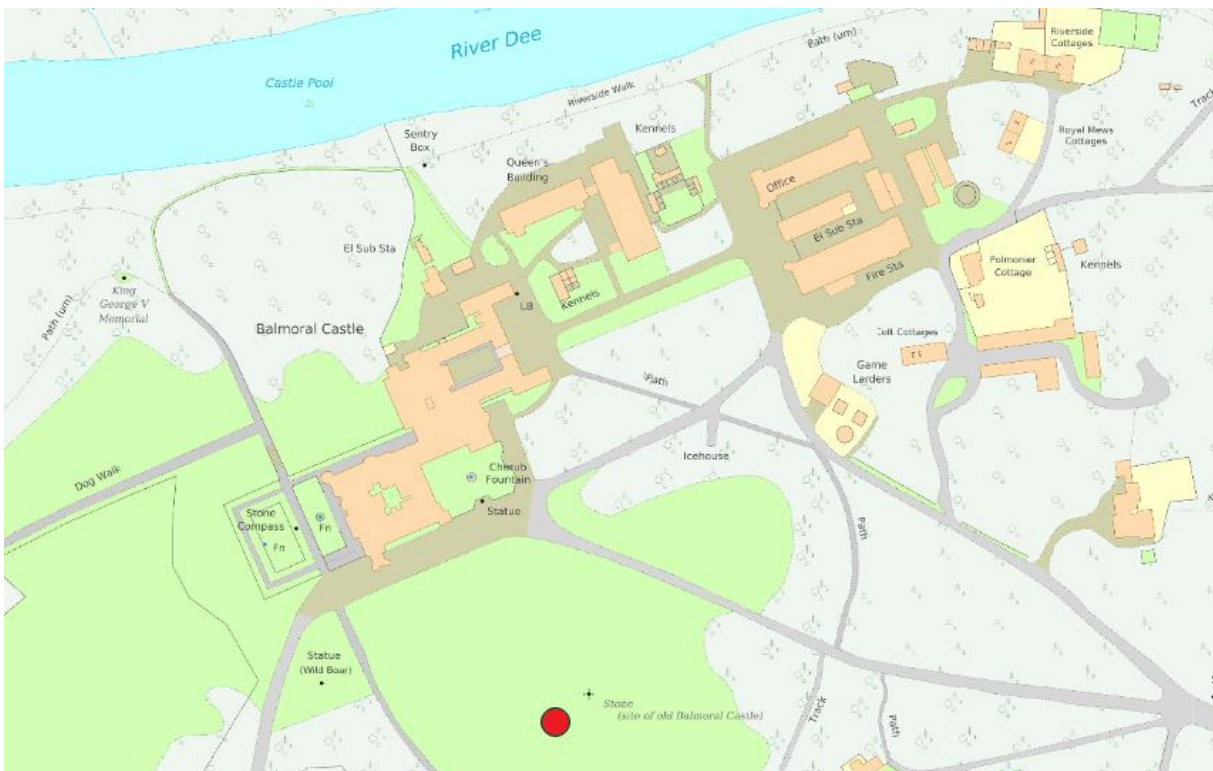 River Dee
Castle Pool
Path (um)
Riverside
Cottages
Riverside Walk
Track
Sentry
Box
Kennels
Royal Mews
Cottages
Queen's
Building
Office
El Sub Sta
El Sub Sta
Fire Sta
Polmonier
Cottage
Kennels
King
George V
Memorial
Path (um)
LB
Kennels
Balmoral Castle
Cottages
12
Game
Larders
Path
Icehouse
Cherub
Fountain
Dog Walk
Statue
Stone
Compass
Fn
Fn
Path
Statue
(Wild Boar)
Stone
(site of old Balmoral Castle)
Track
Path